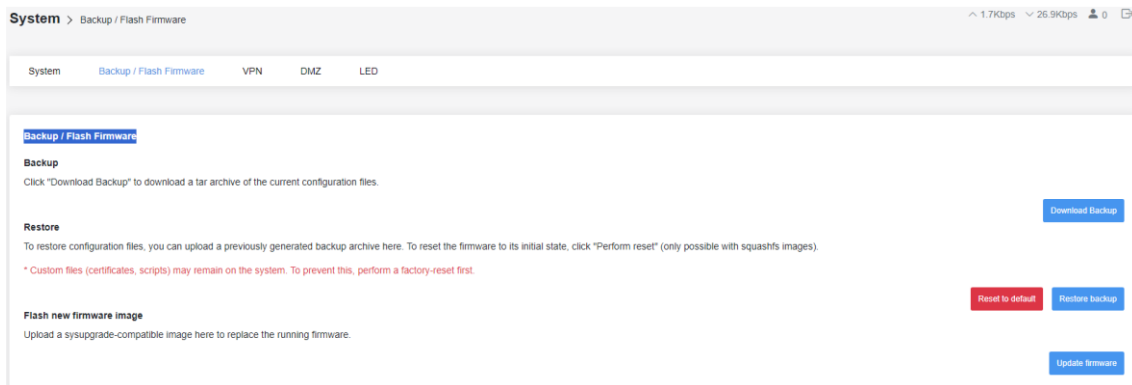 System > Backup / Flash Firmware
1.7Kbps 26.9Kbps 0
System Backup / Flash Firmware VPN DMZ LED
Backup / Flash Firmware
Backup
Click "Download Backup" to download a tar archive of the current configuration files.
Download Backup
Restore
To restore configuration files, you can upload a previously generated backup archive here. To reset the firmware to its initial state, click "Perform reset" (only possible with squashfs images).
* Custom files (certificates, scripts) may remain on the system. To prevent this, perform a factory-reset first.
Reset to default Restore backup
Flash new firmware image
Upload a sysupgrade-compatible image here to replace the running firmware.
Update firmware